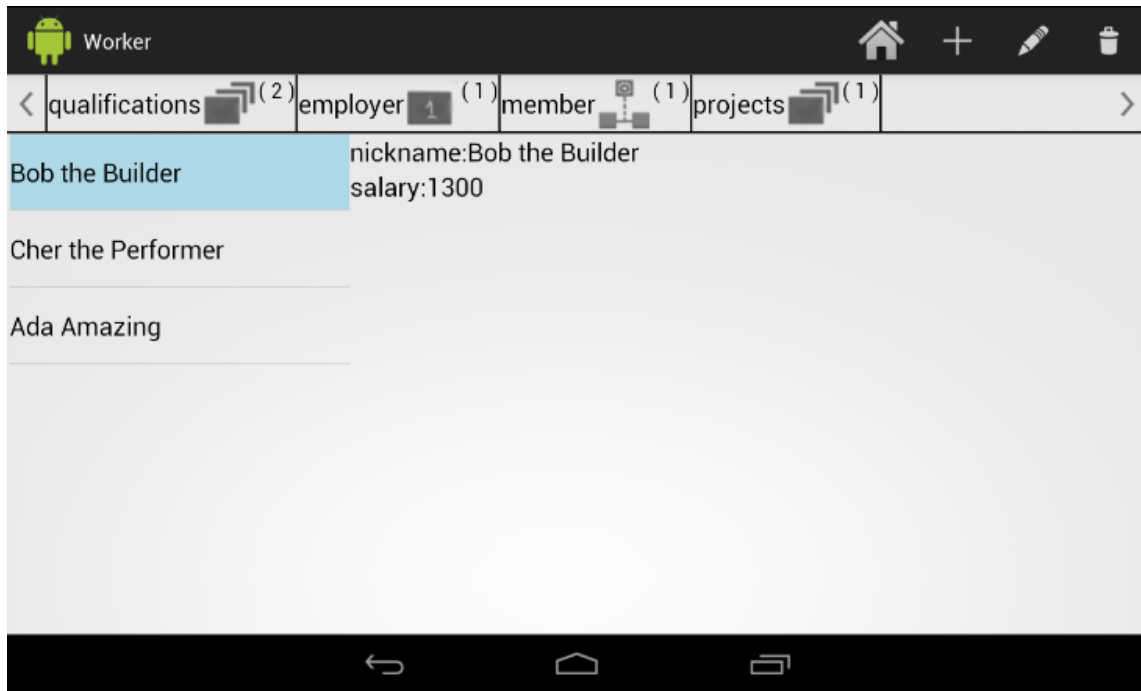 Worker
qualifications (2) employer 1 (1) member (1) projects (1)
Bob the Builder
nickname:Bob the Builder
salary:1300
Cher the Performer
Ada Amazing